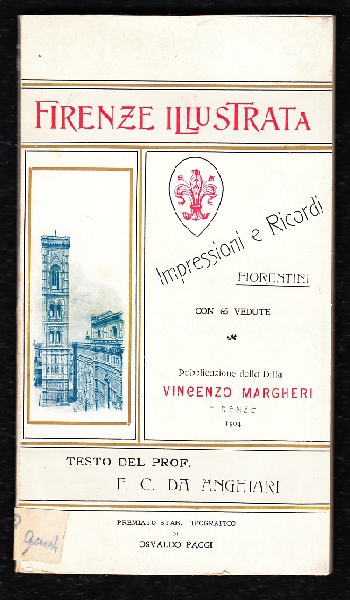 FIRENZE ILLUSTRATA
Impressioni e Ricordi
FIORENTINI
CON 65 VEDUTE
Pubblicazione della Ditta
VINCENZO MARGHERI
FIRENZE
1904
TESTO DEL PROF.
F. C. DA ANGHIARI
PREMIATO STAB. TIPOGRAFICO
DI
OSVALDO PAGGI